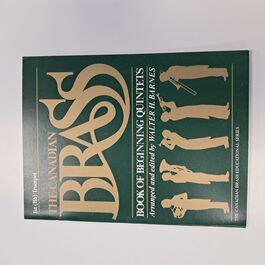 1st (Bb) Trumpet
THE CANADIAN
BRASS
BOOK OF BEGINNING QUINTETS
Arranged and edited by WALTER H. BARNES
THE CANADIAN BRASS EDUCATIONAL SERIES